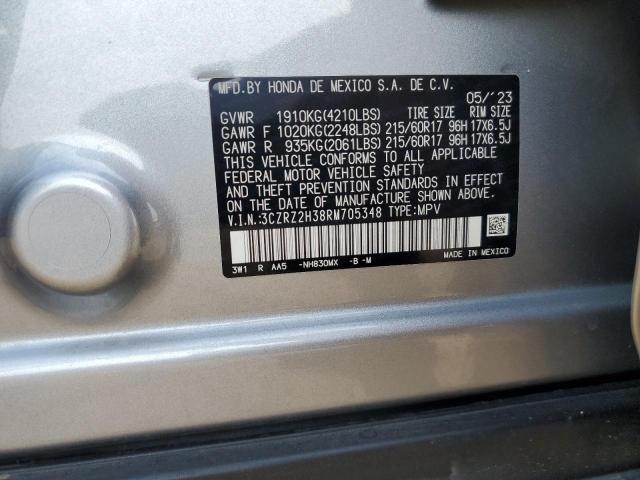 MFD.BY HONDA DE MEXICO S.A. DE C.V.
05/'23
GVWR 1910KG(4210LBS) TIRE SIZE RIM SIZE
GAWR F 1020KG(2248LBS) 215/60R17 96H 17X6.5J
GAWR R 935KG(2061LBS) 215/60R17 96H 17X6.5J
THIS VEHICLE CONFORMS TO ALL APPLICABLE
FEDERAL MOTOR VEHICLE SAFETY
AND THEFT PREVENTION STANDARDS IN EFFECT
ON THE DATE OF MANUFACTURE SHOWN ABOVE.
V.I.N.:3CZRZ2H38RM705348 TYPE:MPV
3W1 R AA5 -NH830MX -B -M MADE IN MEXICO